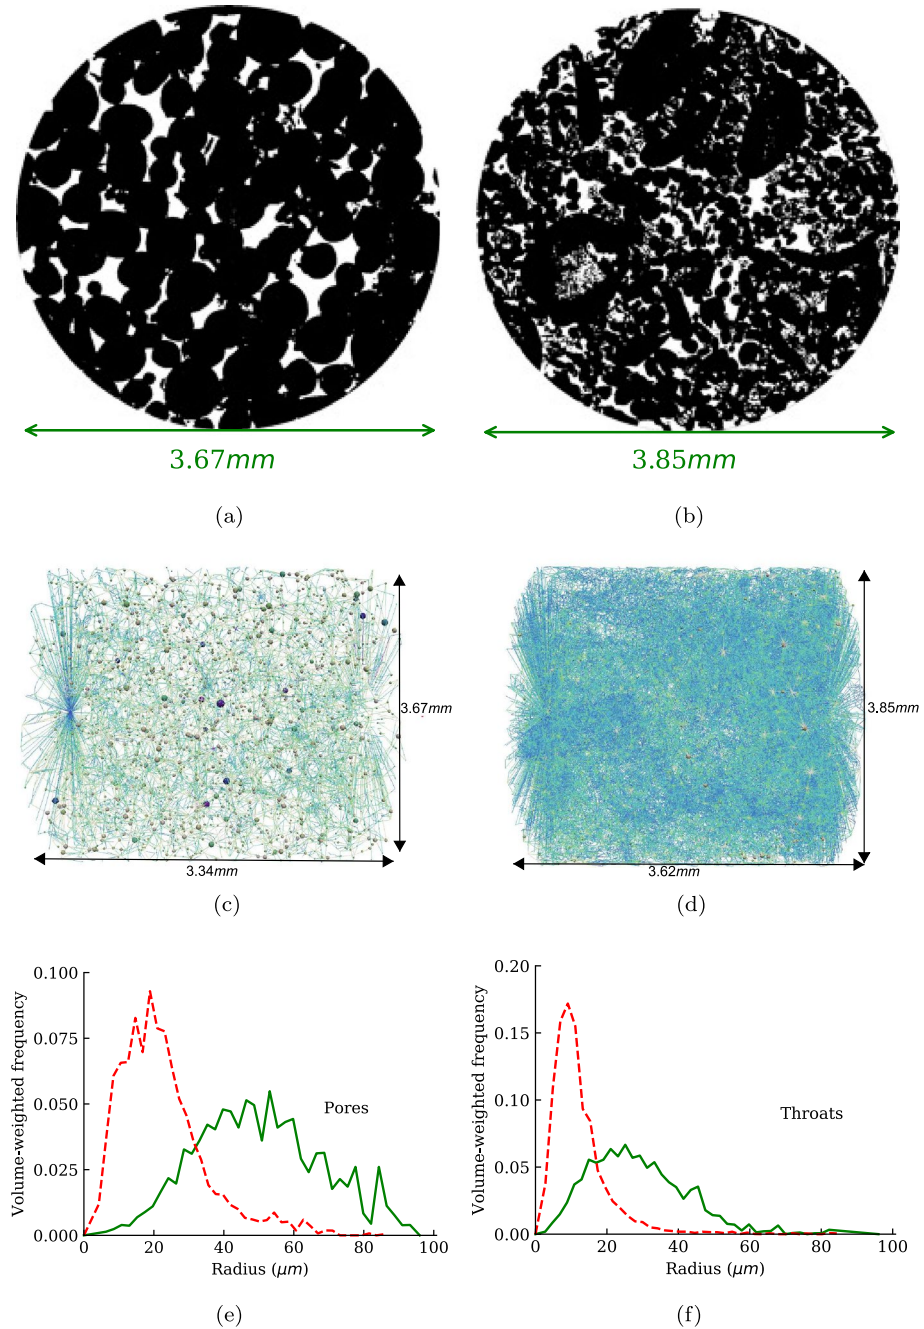 3.67mm
3.85mm
(a)
(b)
3.67mm
3.34mm
3.85mm
3.62mm
(c)
(d)
Volume-weighted frequency
0.100
0.075
0.050
0.025
0.000
Pores
0
20
40
60
80
100
Radius (μm)
Volume-weighted frequency
0.20
0.15
0.10
0.05
0.00
Throats
0
20
40
60
80
100
Radius (μm)
(e)
(f)